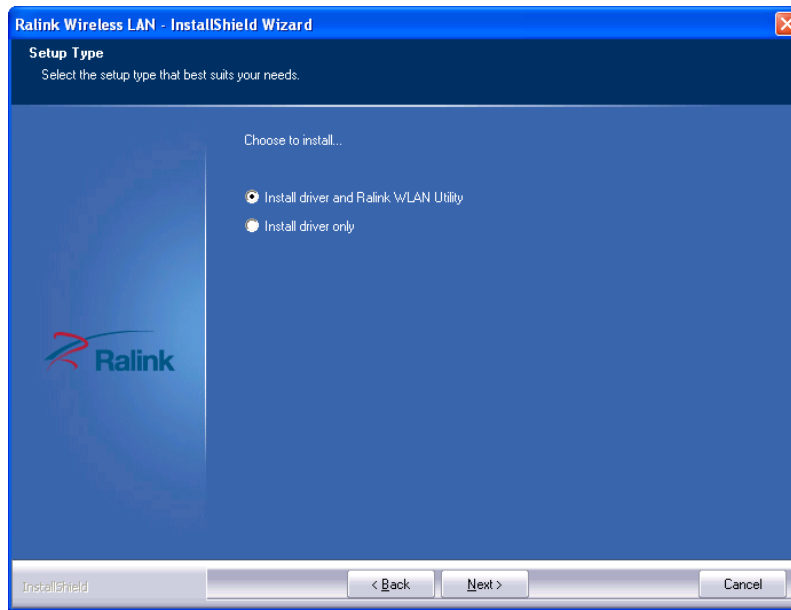 Ralink Wireless LAN - InstallShield Wizard
Setup Type
Select the setup type that best suits your needs.
Choose to install...
Install driver and Ralink WLAN Utility
Install driver only
Ralink
InstallShield
< Back
Next >
Cancel